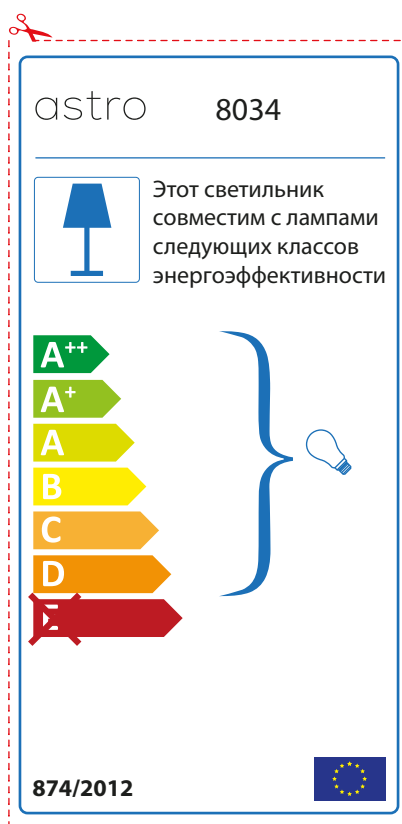 astro 8034
Этот светильник
совместим с лампами
следующих классов
энергоэффективности
A++
A+
A
B
C
D
E
874/2012